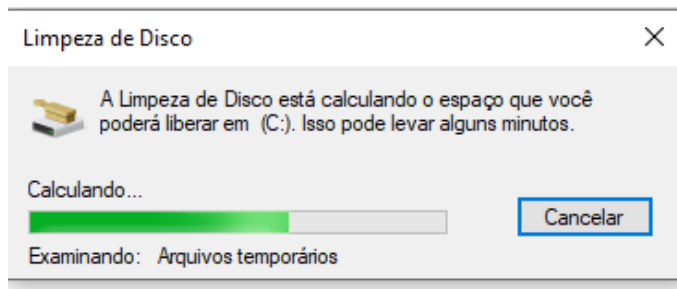 Limpeza de Disco
A Limpeza de Disco está calculando o espaço que você
poderá liberar em  (C:). Isso pode levar alguns minutos.
Calculando...
Cancelar
Examinando:   Arquivos temporários